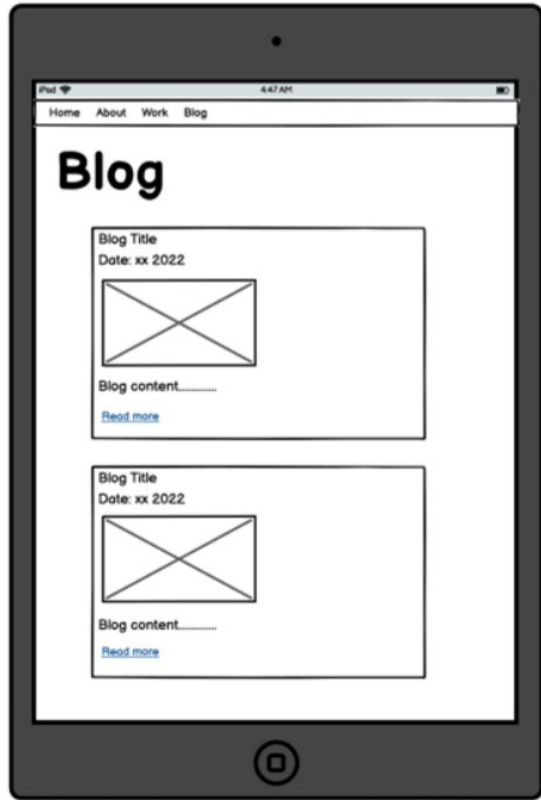 iPad 4:47 AM
Home About Work Blog
Blog
Blog Title
Date: xx 2022
Blog content............
Read more
Blog Title
Date: xx 2022
Blog content............
Read more